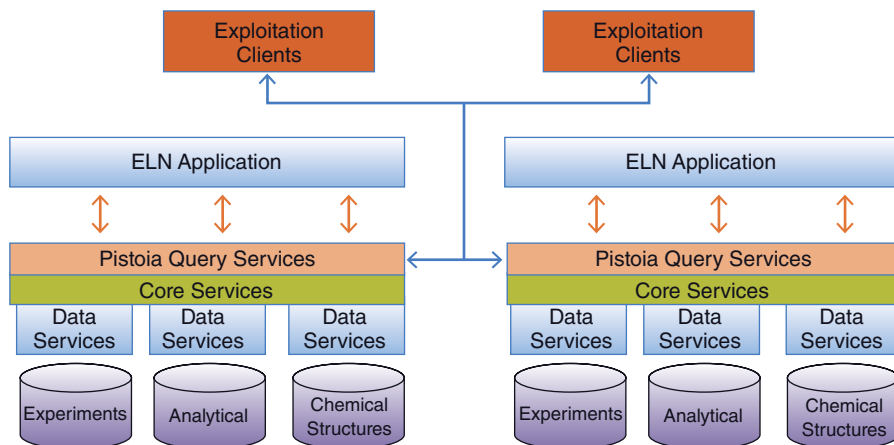 Exploitation
Clients
Exploitation
Clients
ELN Application
ELN Application
Pistoia Query Services
Pistoia Query Services
Core Services
Core Services
Data
Services
Data
Services
Data
Services
Data
Services
Data
Services
Data
Services
Experiments
Analytical
Chemical
Structures
Experiments
Analytical
Chemical
Structures